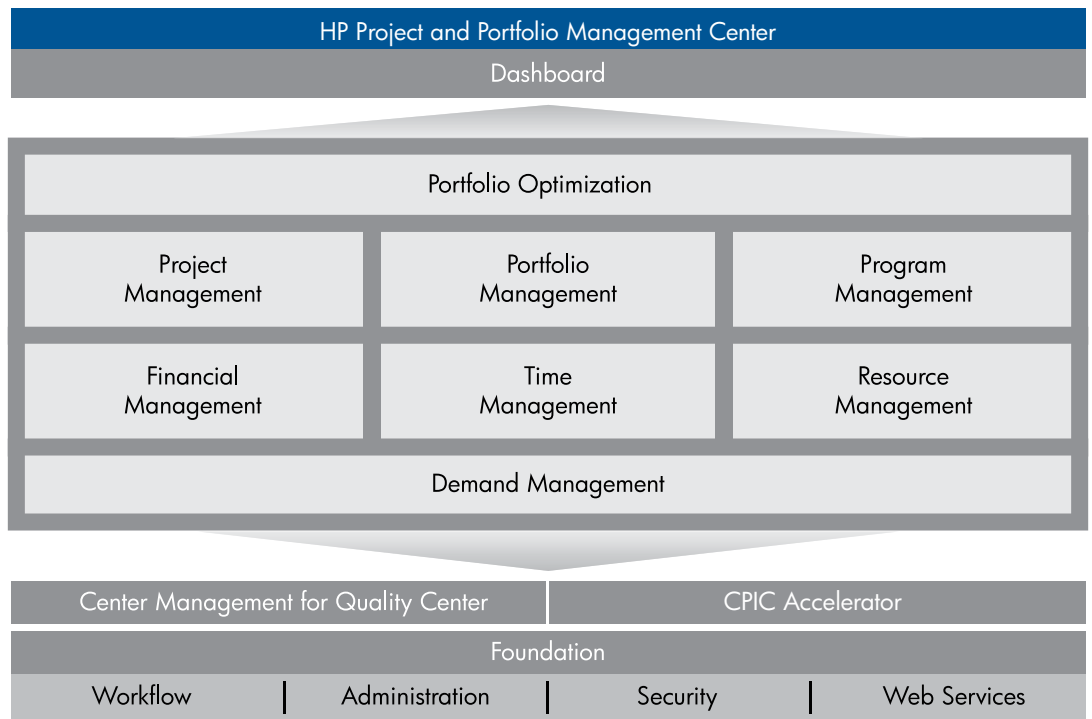 HP Project and Portfolio Management Center
Dashboard
Portfolio Optimization
Project
Management
Portfolio
Management
Program
Management
Financial
Management
Time
Management
Resource
Management
Demand Management
Center Management for Quality Center
CPIC Accelerator
Foundation
Workflow
Administration
Security
Web Services